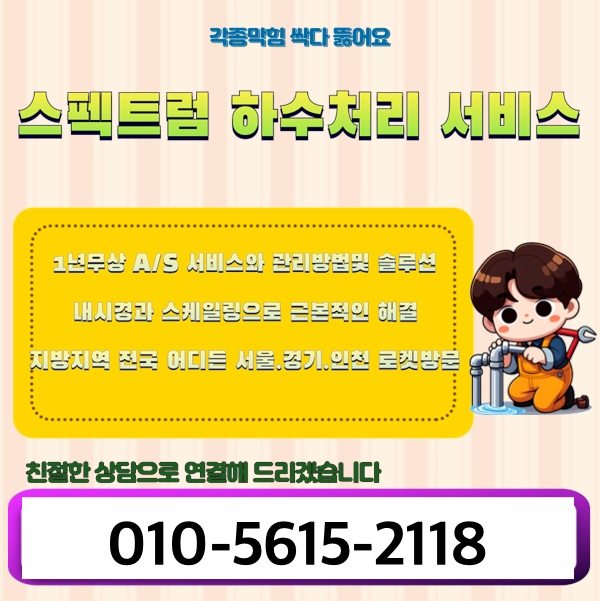 각종막힘 싹다 뚫어요
스펙트럼 하수처리 서비스
1년무상 A/S 서비스와 관리방법및 솔루션
내시경과 스케일링으로 근본적인 해결
지방지역 전국 어디든 서울.경기.인천 로켓방문
친절한 상담으로 연결해 드리겠습니다
010-5615-2118